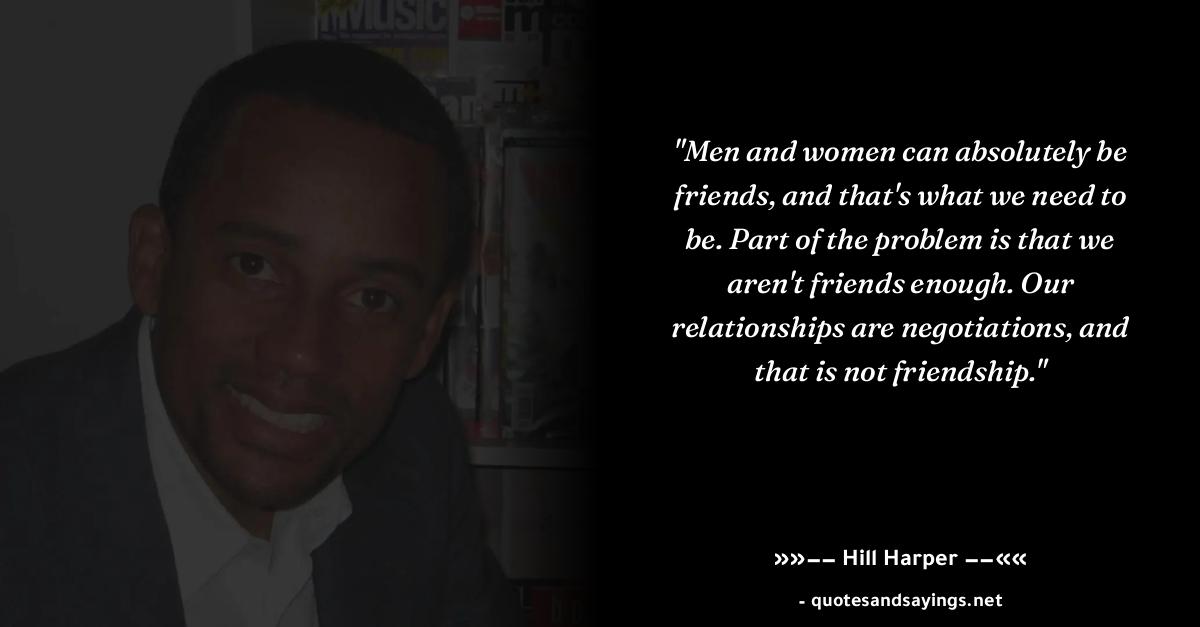 MUSIC
"Men and women can absolutely be
friends, and that's what we need to
be. Part of the problem is that we
aren't friends enough. Our
relationships are negotiations, and
that is not friendship."
»»−− Hill Harper −−««
- quotesandsayings.net